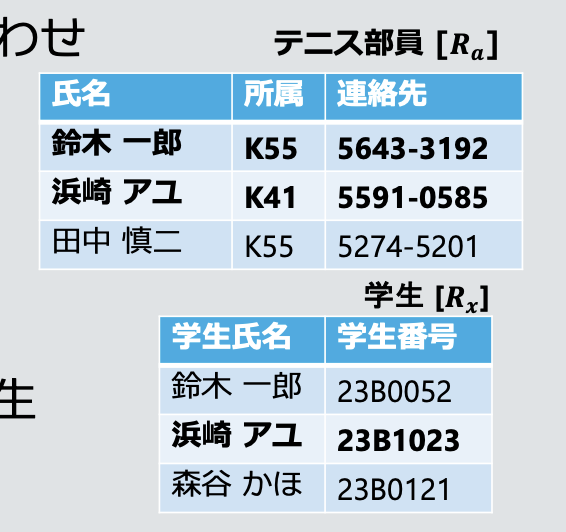 わせ
テニス部員 [Rₐ]
氏名 所属 連絡先
鈴木 一郎 K55 5643-3192
浜崎 アユ K41 5591-0585
田中 慎二 K55 5274-5201
学生 [Rₓ]
生
学生氏名 学生番号
鈴木 一郎 23B0052
浜崎 アユ 23B1023
森谷 かほ 23B0121